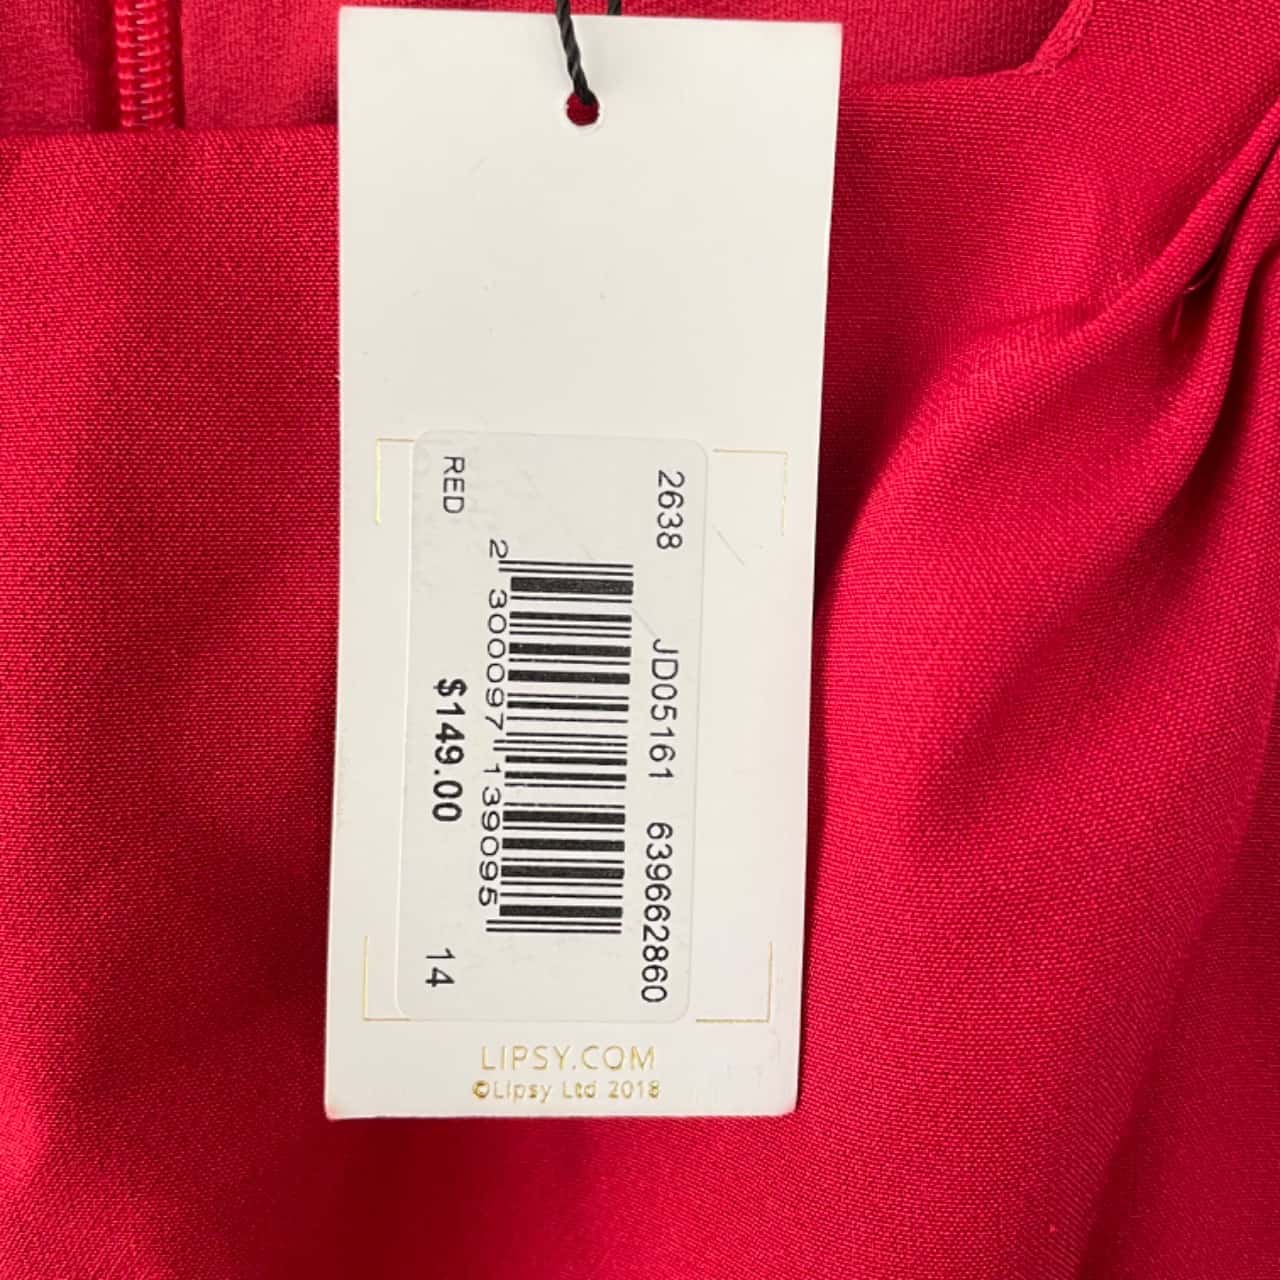 2638 JD05161 639662860
2 300097 139095
RED $149.00 14
LIPSY.COM
©Lipsy Ltd 2018